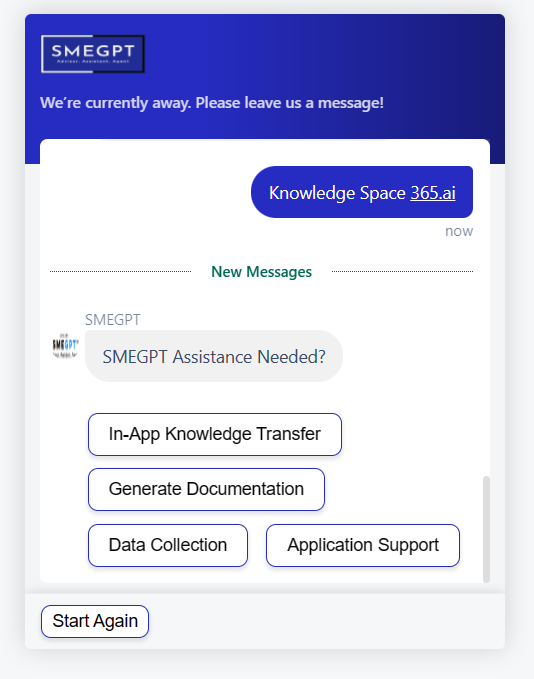 SMEGPT
Advisor. Assistant. Agent.
We're currently away. Please leave us a message!
Knowledge Space 365.ai
now
New Messages
SMEGPT
SMEGPT
SMEGPT Assistance Needed?
In-App Knowledge Transfer
Generate Documentation
Data Collection
Application Support
Start Again